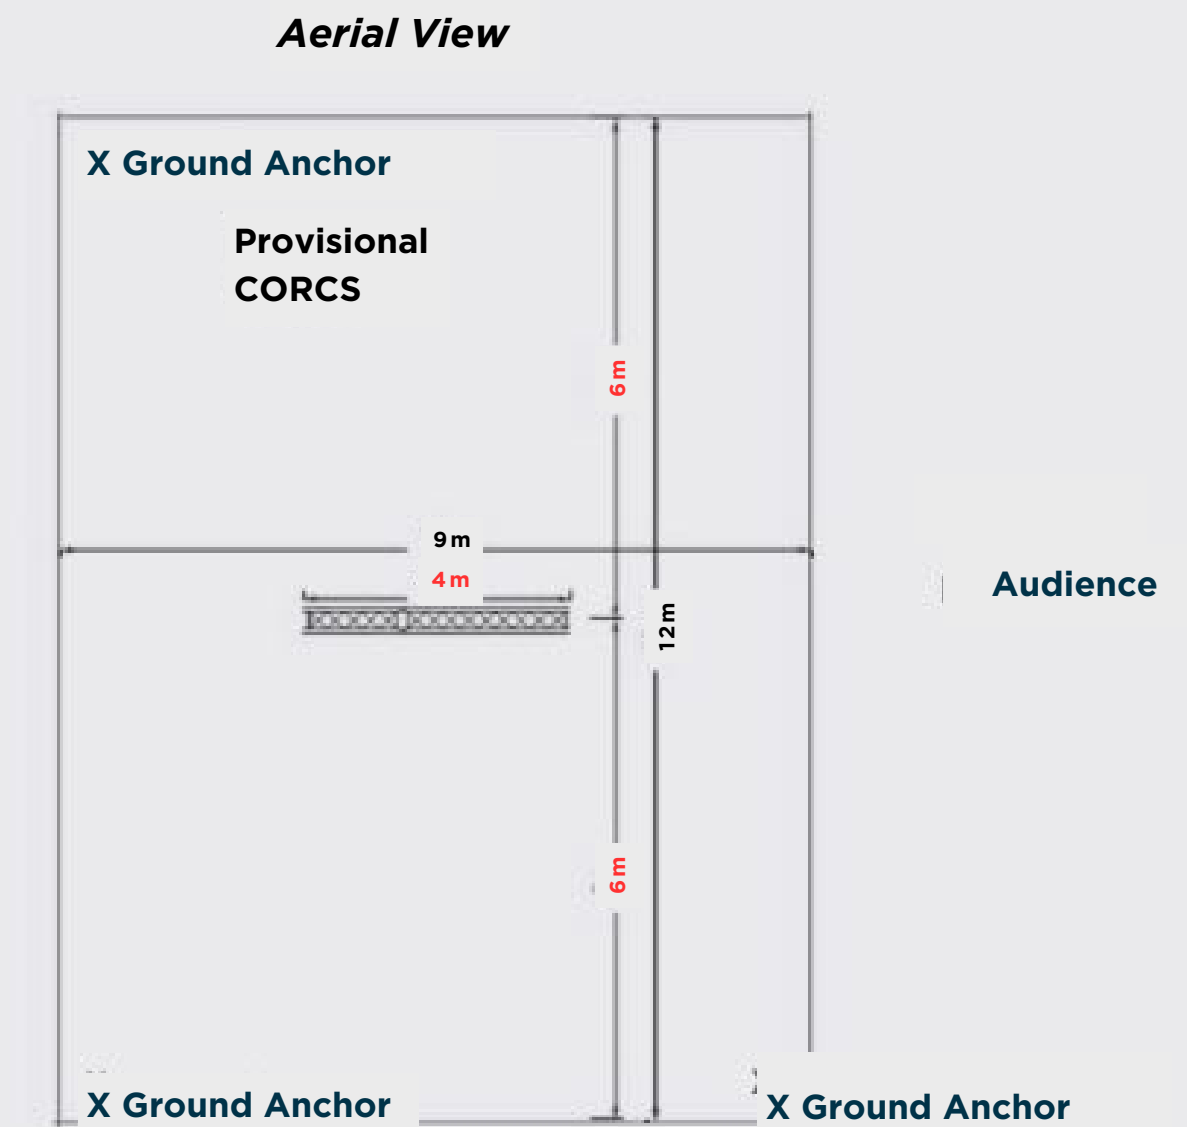 Aerial View
X Ground Anchor
Provisional
CORCS
6m
9m
4m
12m
Audience
6m
X Ground Anchor
X Ground Anchor